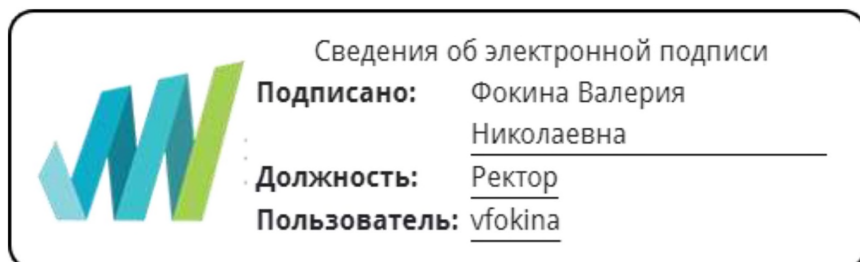 Сведения об электронной подписи
Подписано: Фокина Валерия
Николаевна
Должность: Ректор
Пользователь: vfokina